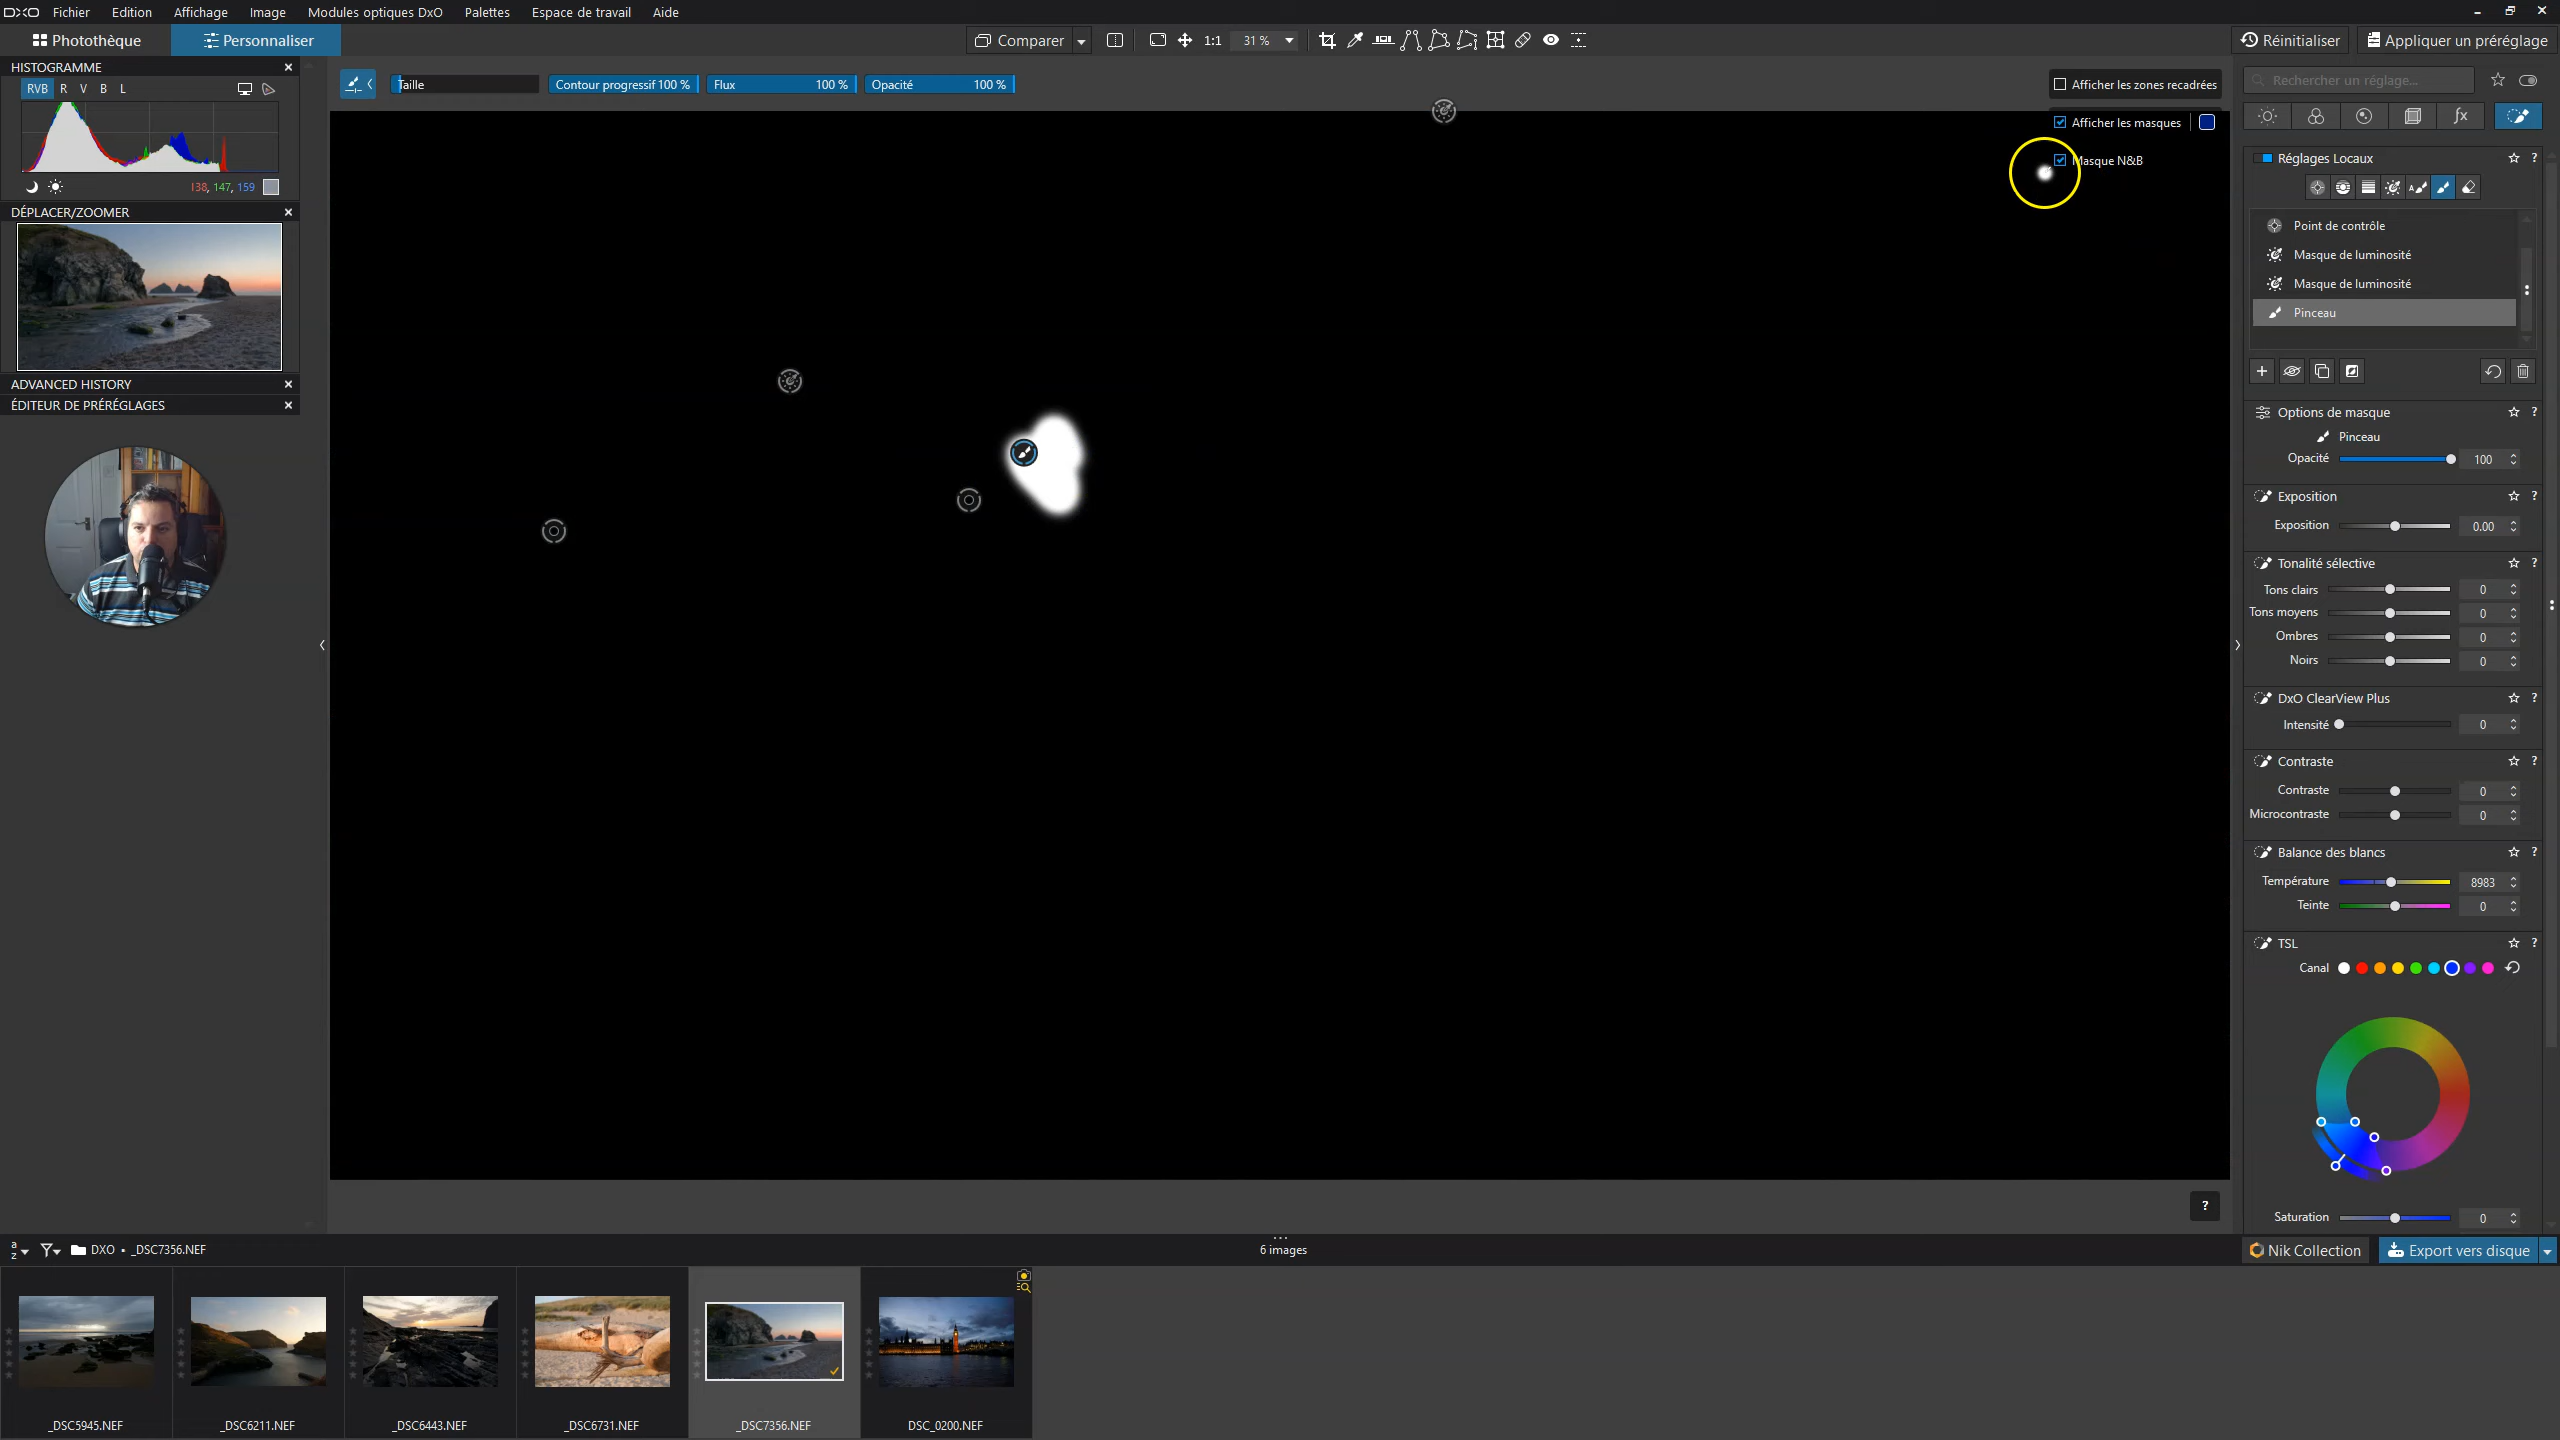 DXO Fichier Edition Affichage Image Modules optiques DxO Palettes Espace de travail Aide
Photothèque Personnaliser Comparer 1:1 31 % Réinitialiser Appliquer un préréglage
HISTOGRAMME
RVB R V B L
138, 147, 159
DÉPLACER/ZOOMER
ADVANCED HISTORY
ÉDITEUR DE PRÉRÉGLAGES
Taille Contour progressif 100 % Flux 100 % Opacité 100 %
Afficher les zones recadrées
Afficher les masques
Masque N&B
Rechercher un réglage...
fx
Réglages Locaux ?
Point de contrôle
Masque de luminosité
Masque de luminosité
Pinceau
Options de masque ?
Pinceau
Opacité 100
Exposition ?
Exposition 0.00
Tonalité sélective ?
Tons clairs 0
Tons moyens 0
Ombres 0
Noirs 0
DxO ClearView Plus ?
Intensité 0
Contraste ?
Contraste 0
Microcontraste 0
Balance des blancs ?
Température 8983
Teinte 0
TSL ?
Canal
Saturation 0
?
a z DXO • _DSC7356.NEF 6 images Nik Collection Export vers disque
_DSC5945.NEF _DSC6211.NEF _DSC6443.NEF _DSC6731.NEF _DSC7356.NEF DSC_0200.NEF